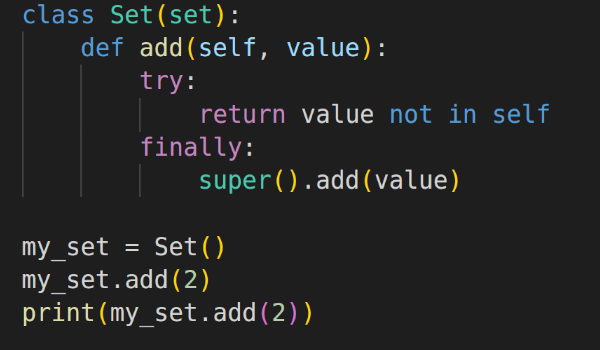 class Set(set):
    def add(self, value):
        try:
            return value not in self
        finally:
            super().add(value)

my_set = Set()
my_set.add(2)
print(my_set.add(2))